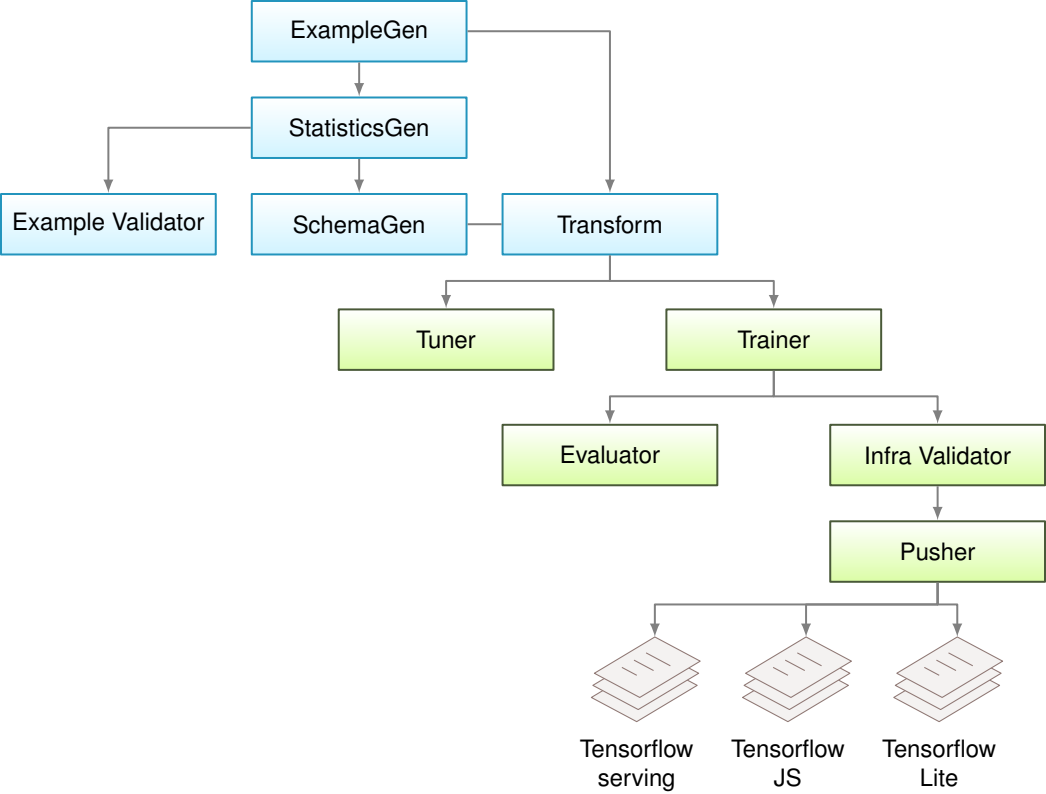 ExampleGen
StatisticsGen
Example Validator
SchemaGen
Transform
Tuner
Trainer
Evaluator
Infra Validator
Pusher
Tensorflow
serving
Tensorflow
JS
Tensorflow
Lite